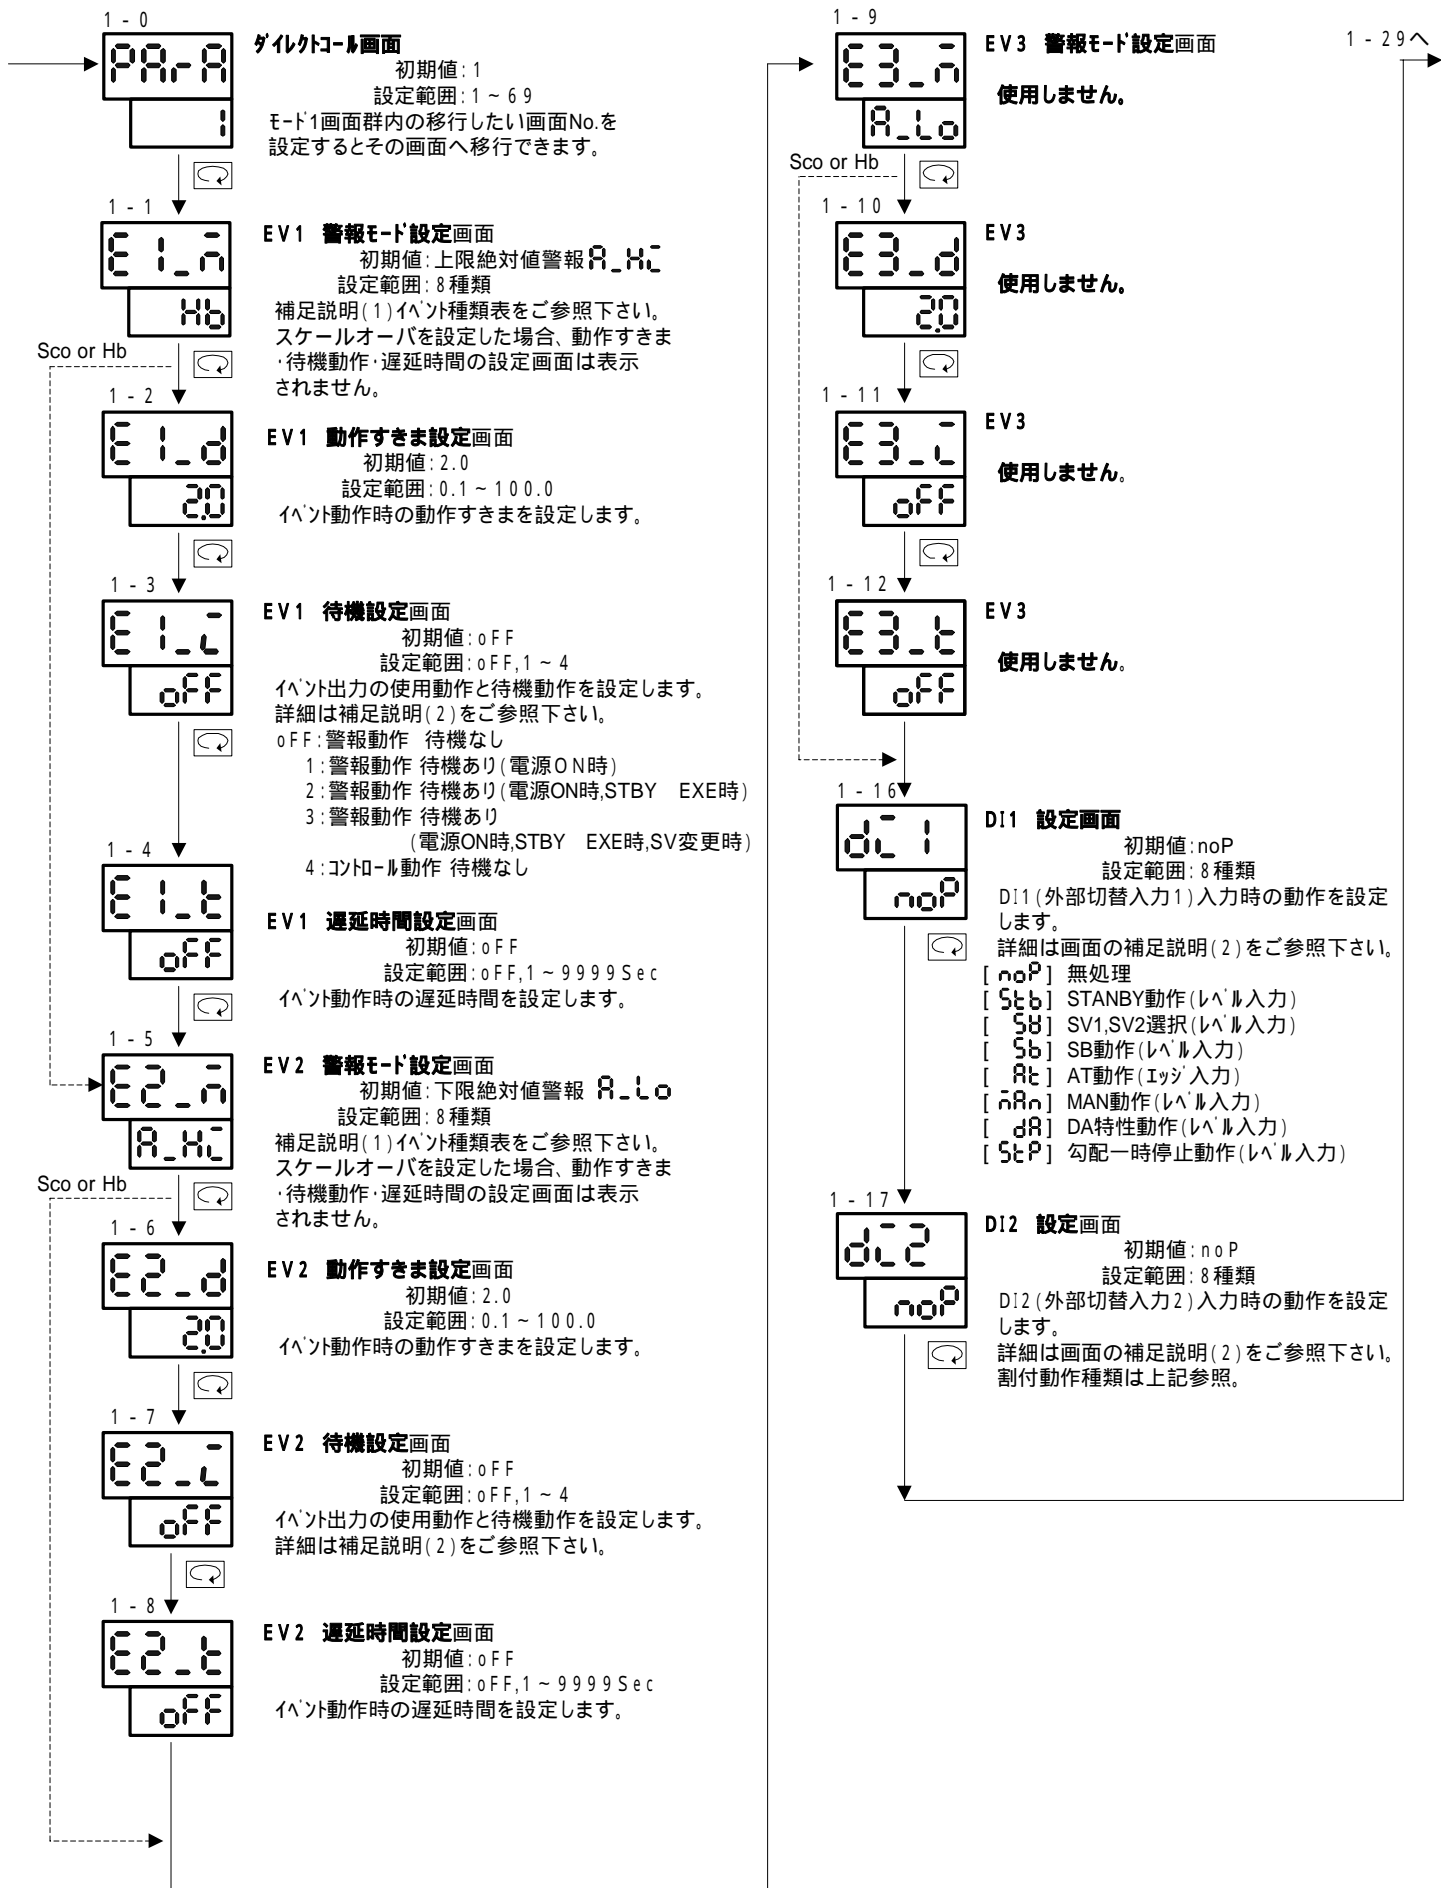 1 - 0
PArA
1
ダイレクトコール画面
初期値:1
設定範囲:1~69
モード1画面群内の移行したい画面No.を
設定するとその画面へ移行できます。
1 - 1
E1_m
Hb
EV1 警報モード設定画面
初期値:上限絶対値警報 A_Hi
設定範囲:8種類
補足説明(1)イベント種類表をご参照下さい。
スケールオーバを設定した場合、動作すきま
・待機動作・遅延時間の設定画面は表示
されません。
Sco or Hb
1 - 2
E1_d
2.0
EV1 動作すきま設定画面
初期値:2.0
設定範囲:0.1~100.0
イベント動作時の動作すきまを設定します。
1 - 3
E1_i
oFF
EV1 待機設定画面
初期値:oFF
設定範囲:oFF,1~4
イベント出力の使用動作と待機動作を設定します。
詳細は補足説明(2)をご参照下さい。
oFF:警報動作 待機なし
1:警報動作 待機あり(電源ON時)
2:警報動作 待機あり(電源ON時,STBY EXE時)
3:警報動作 待機あり
(電源ON時,STBY EXE時,SV変更時)
4:コントロール動作 待機なし
1 - 4
E1_t
oFF
EV1 遅延時間設定画面
初期値:oFF
設定範囲:oFF,1~9999Sec
イベント動作時の遅延時間を設定します。
1 - 5
E2_m
A_Hi
EV2 警報モード設定画面
初期値:下限絶対値警報 A_Lo
設定範囲:8種類
補足説明(1)イベント種類表をご参照下さい。
スケールオーバを設定した場合、動作すきま
・待機動作・遅延時間の設定画面は表示
されません。
Sco or Hb
1 - 6
E2_d
2.0
EV2 動作すきま設定画面
初期値:2.0
設定範囲:0.1~100.0
イベント動作時の動作すきまを設定します。
1 - 7
E2_i
oFF
EV2 待機設定画面
初期値:oFF
設定範囲:oFF,1~4
イベント出力の使用動作と待機動作を設定します。
詳細は補足説明(2)をご参照下さい。
1 - 8
E2_t
oFF
EV2 遅延時間設定画面
初期値:oFF
設定範囲:oFF,1~9999Sec
イベント動作時の遅延時間を設定します。
1 - 9
E3_m
A_Lo
EV3 警報モード設定画面
使用しません。
1 - 29へ
Sco or Hb
1 - 10
E3_d
2.0
EV3
使用しません。
1 - 11
E3_i
oFF
EV3
使用しません。
1 - 12
E3_t
oFF
EV3
使用しません。
1 - 16
di 1
noP
DI1 設定画面
初期値:noP
設定範囲:8種類
DI1(外部切替入力1)入力時の動作を設定
します。
詳細は画面の補足説明(2)をご参照下さい。
[noP] 無処理
[Stb] STANBY動作(レベル入力)
[SV] SV1,SV2選択(レベル入力)
[Sb] SB動作(レベル入力)
[At] AT動作(エッジ入力)
[mAn] MAN動作(レベル入力)
[dA] DA特性動作(レベル入力)
[StP] 勾配一時停止動作(レベル入力)
1 - 17
di2
noP
DI2 設定画面
初期値:noP
設定範囲:8種類
DI2(外部切替入力2)入力時の動作を設定
します。
詳細は画面の補足説明(2)をご参照下さい。
割付動作種類は上記参照。